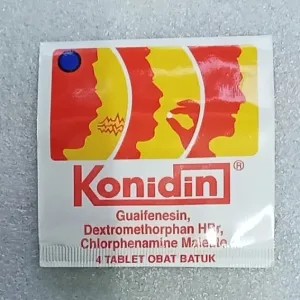 Konidin®
Guaifenesin,
Dextromethorphan HBr,
Chlorphenamine Maleate
4 TABLET OBAT BATUK